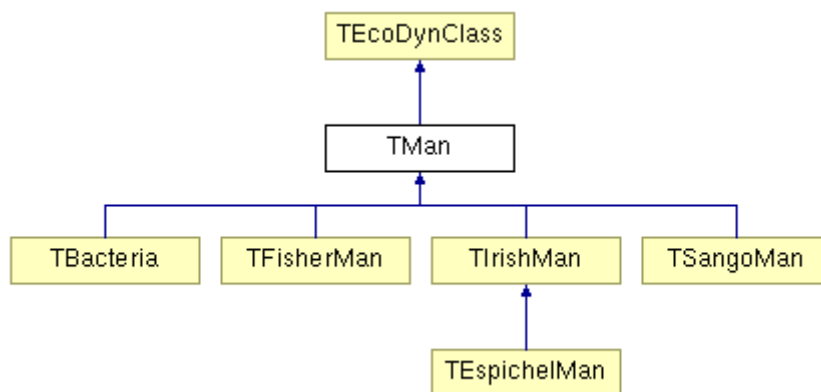 TEcoDynClass
TMan
TBacteria
TFisherMan
TIrishMan
TSangoMan
TEspichelMan